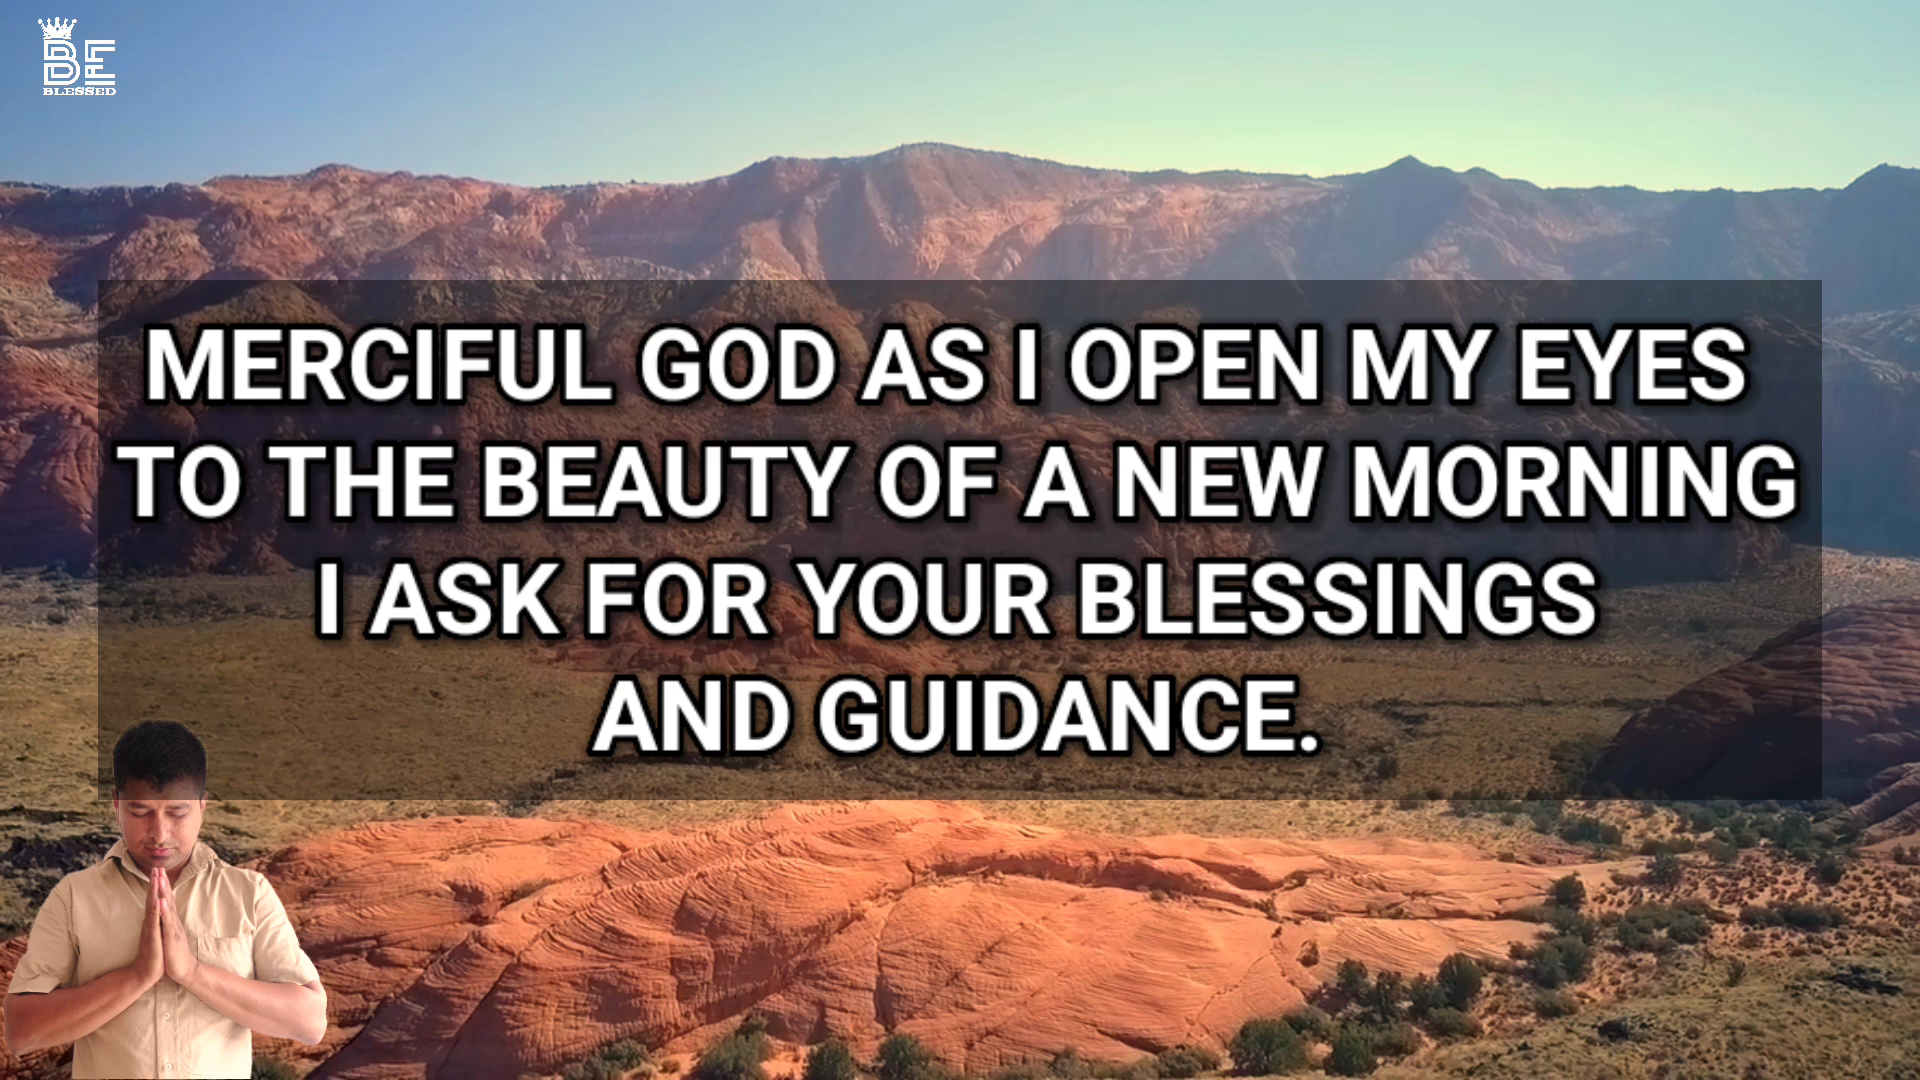 BE
BLESSED
MERCIFUL GOD AS I OPEN MY EYES
TO THE BEAUTY OF A NEW MORNING
I ASK FOR YOUR BLESSINGS
AND GUIDANCE.